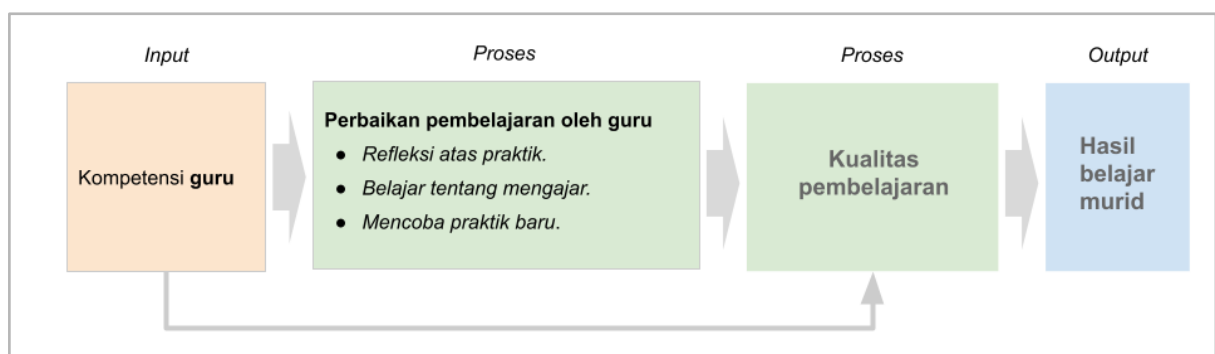 Input
Proses
Proses
Output
Kompetensi guru
Perbaikan pembelajaran oleh guru
● Refleksi atas praktik.
● Belajar tentang mengajar.
● Mencoba praktik baru.
Kualitas
pembelajaran
Hasil
belajar
murid